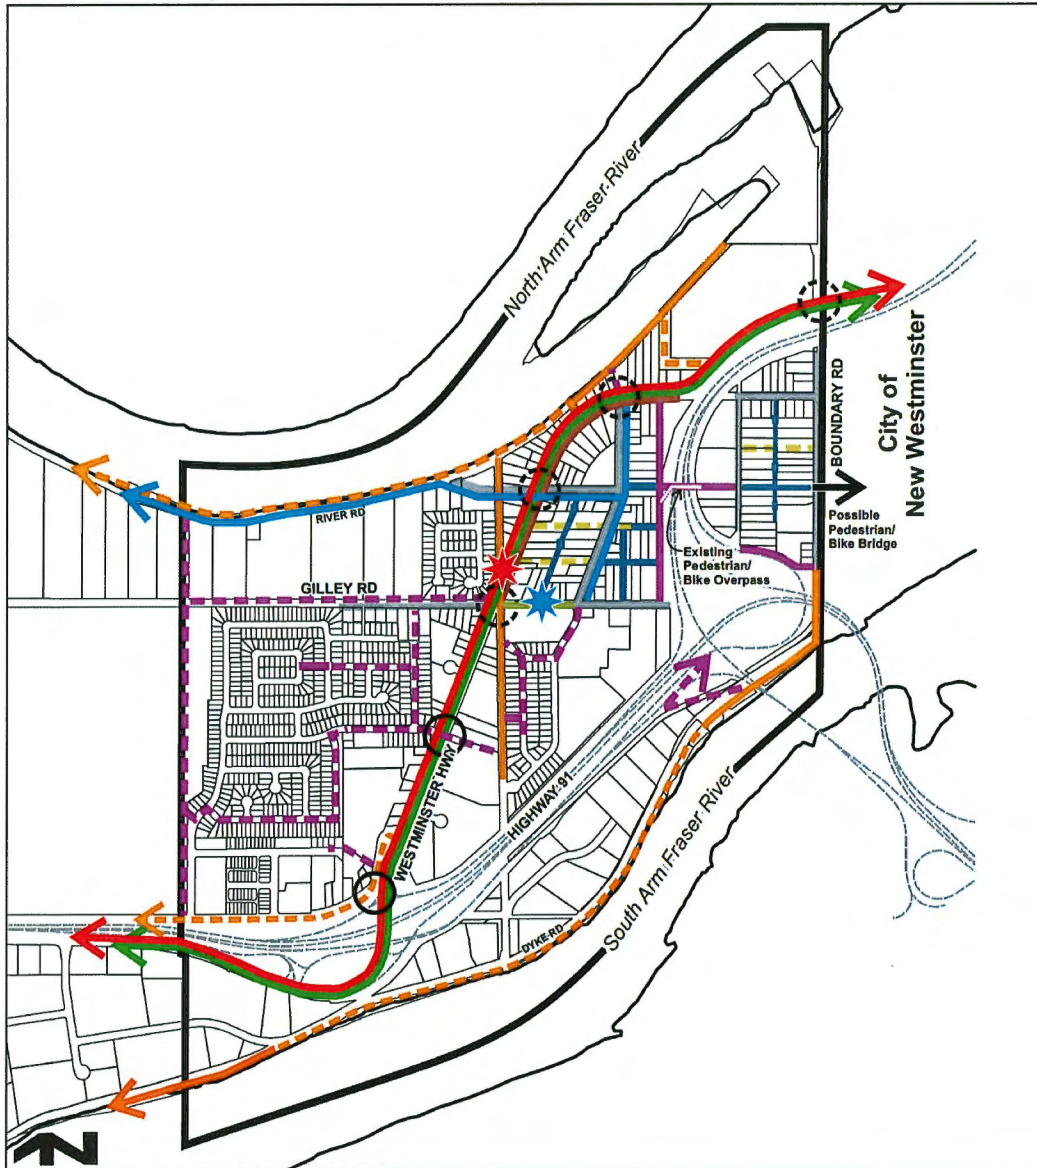 North Arm Fraser River
BOUNDARY RD
City of
New Westminster
RIVER RD
Possible
Pedestrian/
Bike Bridge
Existing
Pedestrian/
Bike Overpass
GILLEY RD
WESTMINSTER HWY
HIGHWAY 91
South Arm Fraser River
DYKE RD
N